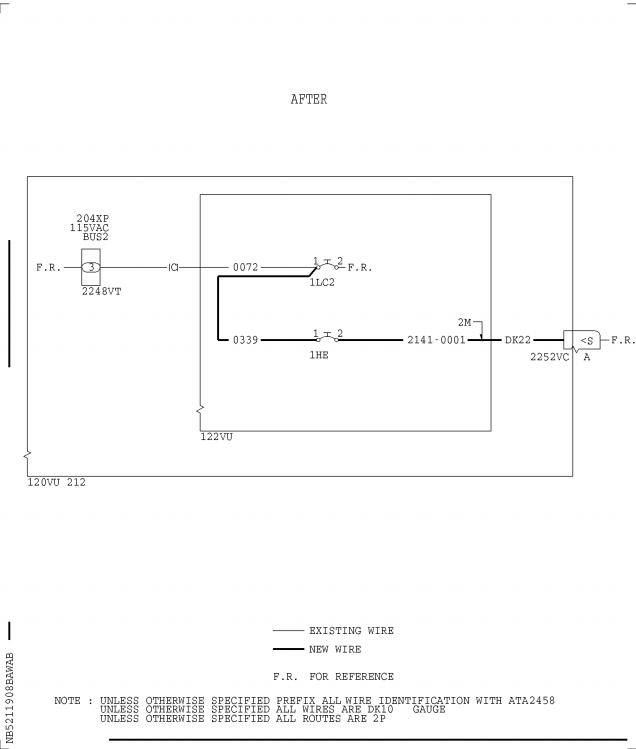 AFTER
204XP
115VAC
BUS2
F.R.
3
2248VT
0072
1 2
F.R.
1LC2
0339
1 2
1HE
2141-0001
2M
DK22
<S
F.R.
2252VC A
122VU
120VU 212
EXISTING WIRE
NEW WIRE
F.R. FOR REFERENCE
NOTE : UNLESS OTHERWISE SPECIFIED PREFIX ALL WIRE IDENTIFICATION WITH ATA2458
UNLESS OTHERWISE SPECIFIED ALL WIRES ARE DK10 GAUGE
UNLESS OTHERWISE SPECIFIED ALL ROUTES ARE 2P
NB5211908BAWAB